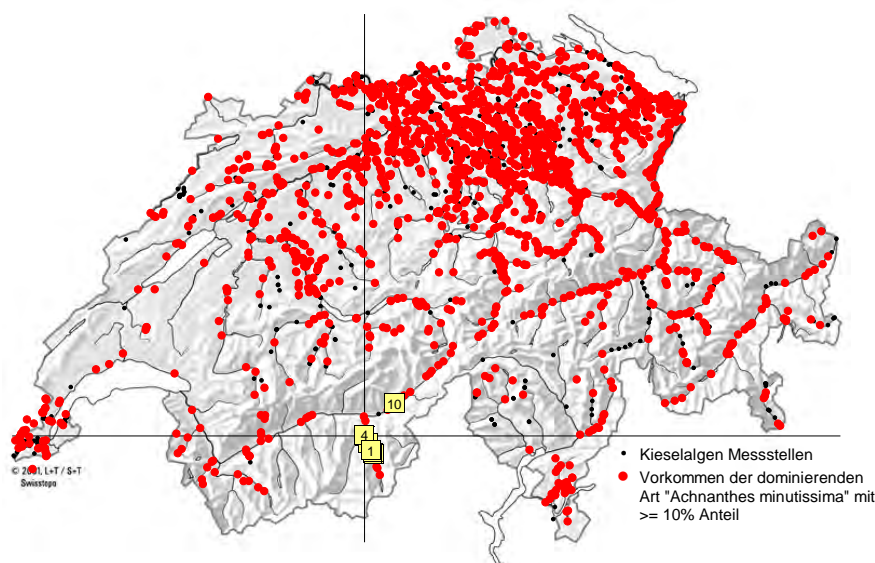 10
4
1
© 2001, L+T / S+T
Swisstopo
Kieselalgen Messstellen
Vorkommen der dominierenden
Art "Achnanthes minutissima" mit
>= 10% Anteil